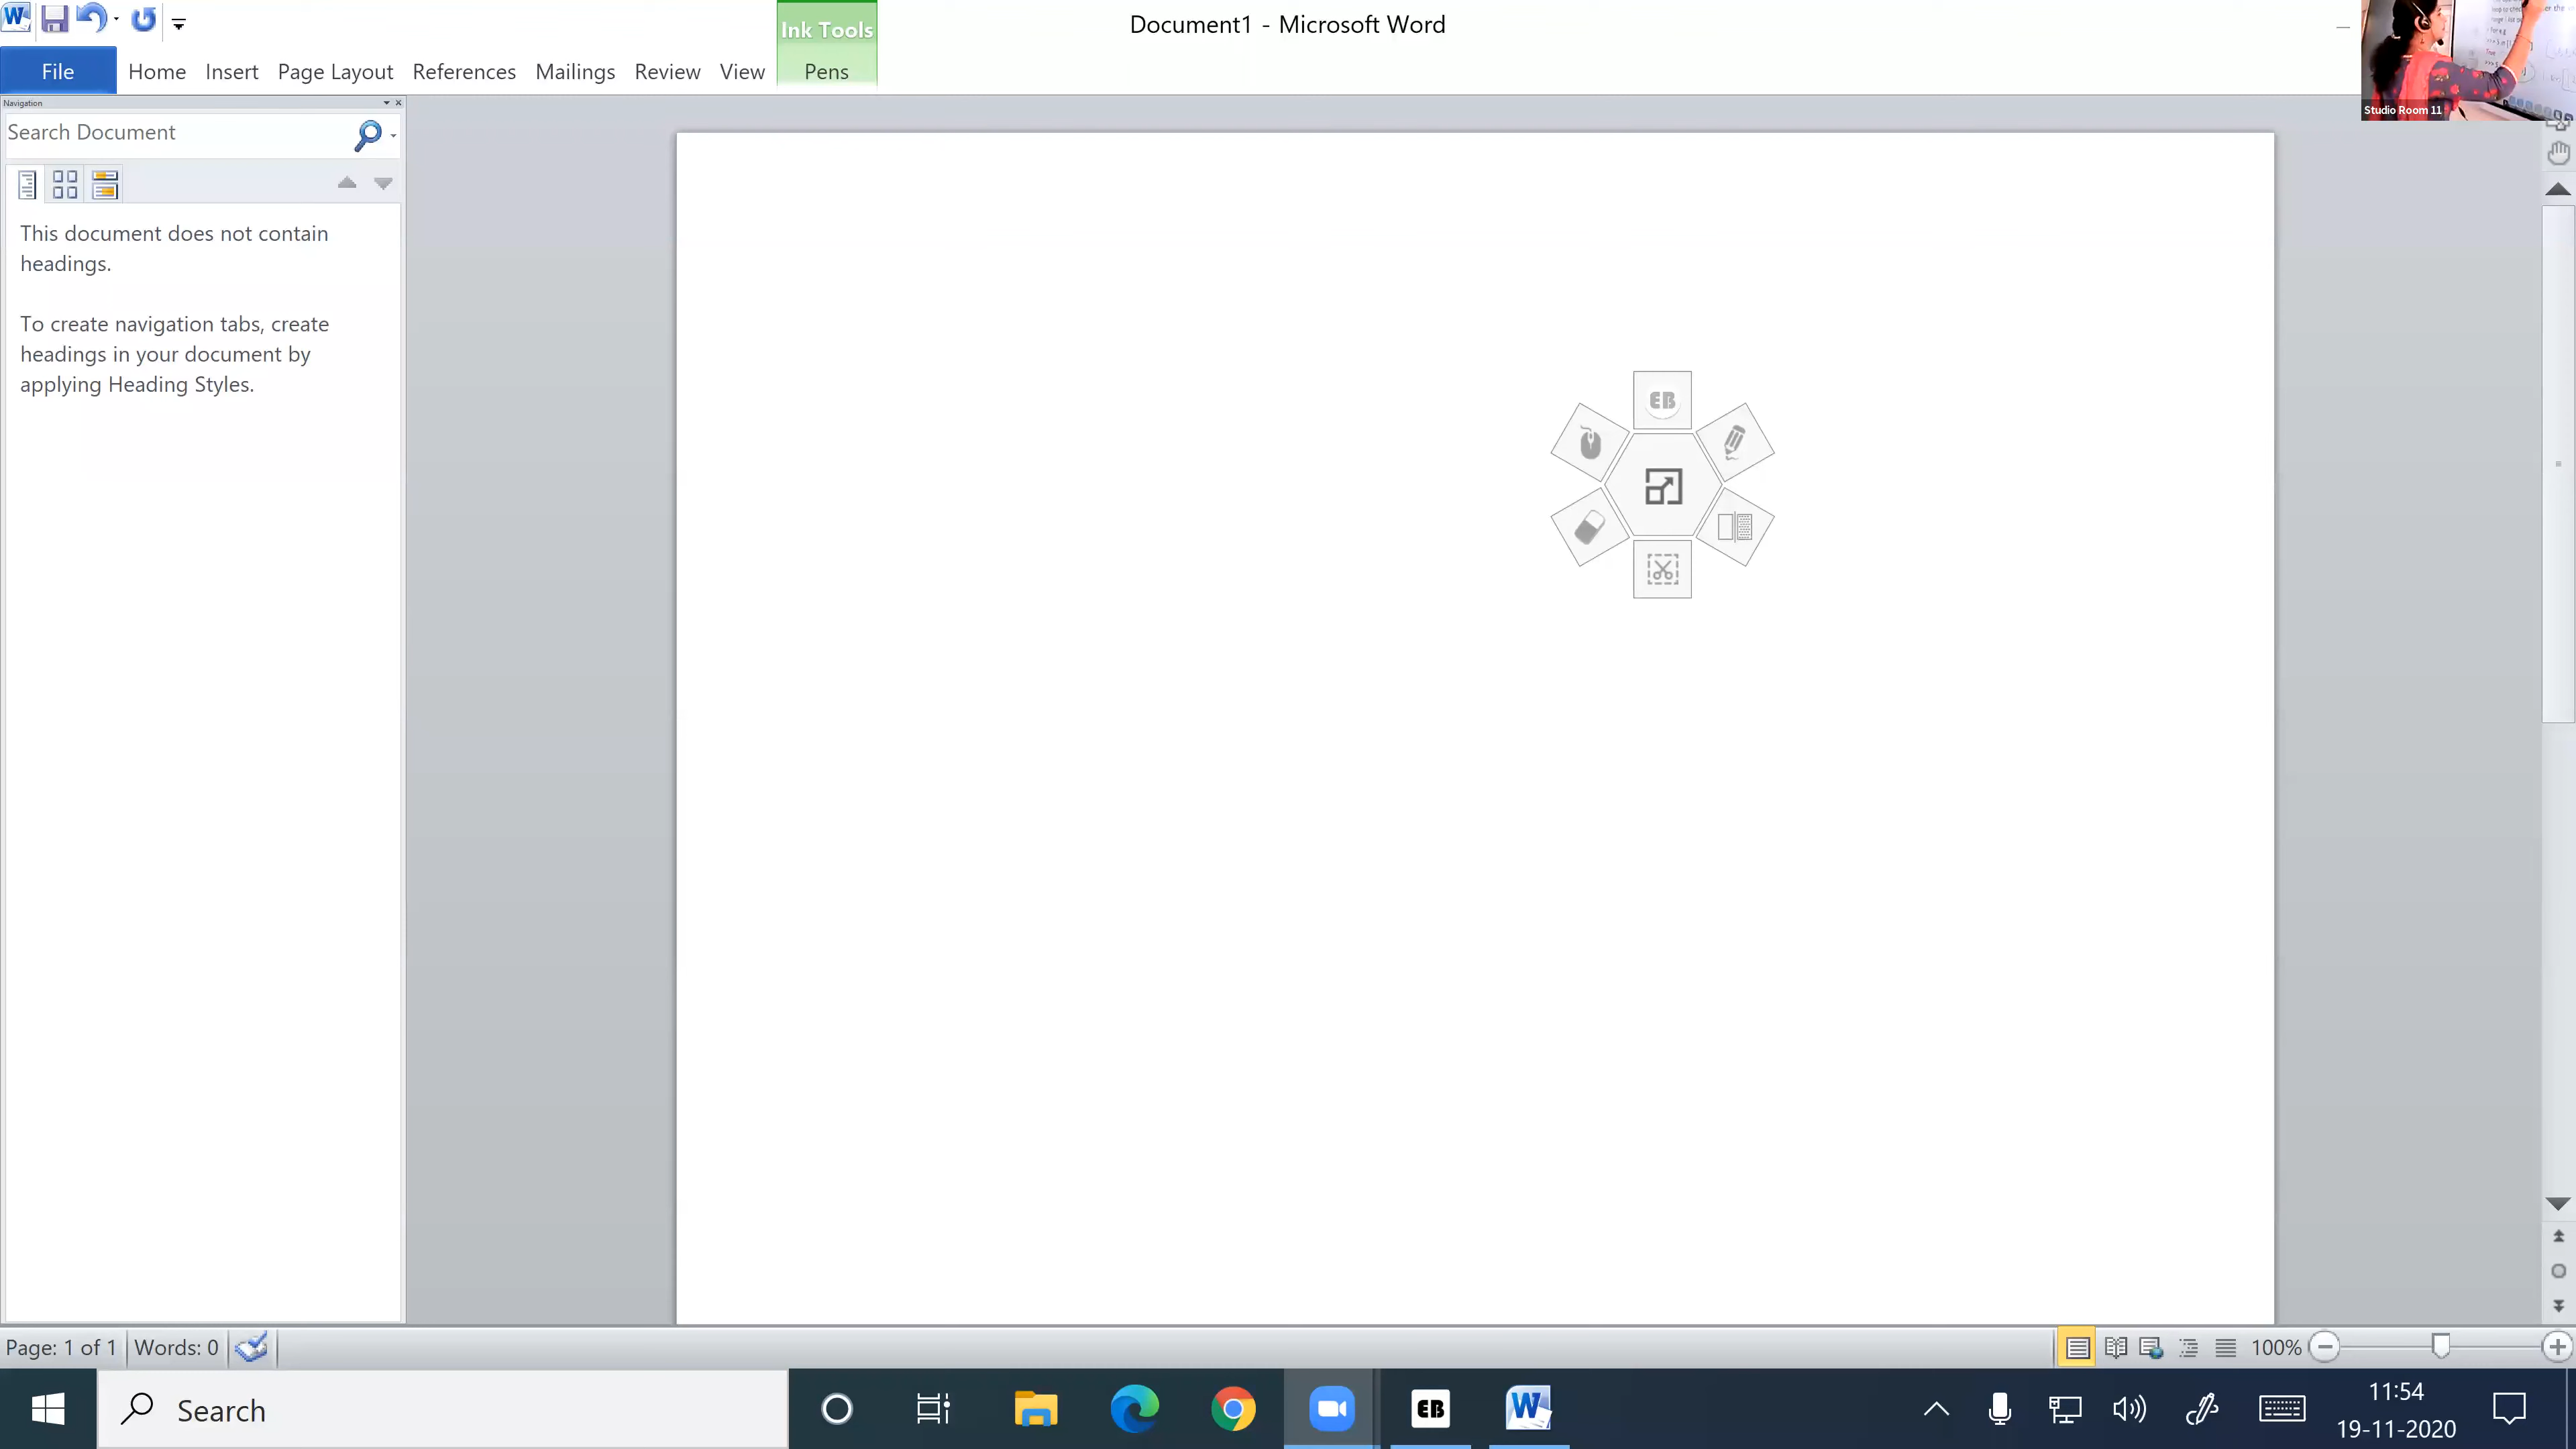 Document1 - Microsoft Word
Ink Tools
File Home Insert Page Layout References Mailings Review View Pens
Studio Room 11
Navigation
Search Document
This document does not contain
headings.
To create navigation tabs, create
headings in your document by
applying Heading Styles.
EB
Page: 1 of 1 Words: 0
100%
Search
EB
11:54
19-11-2020